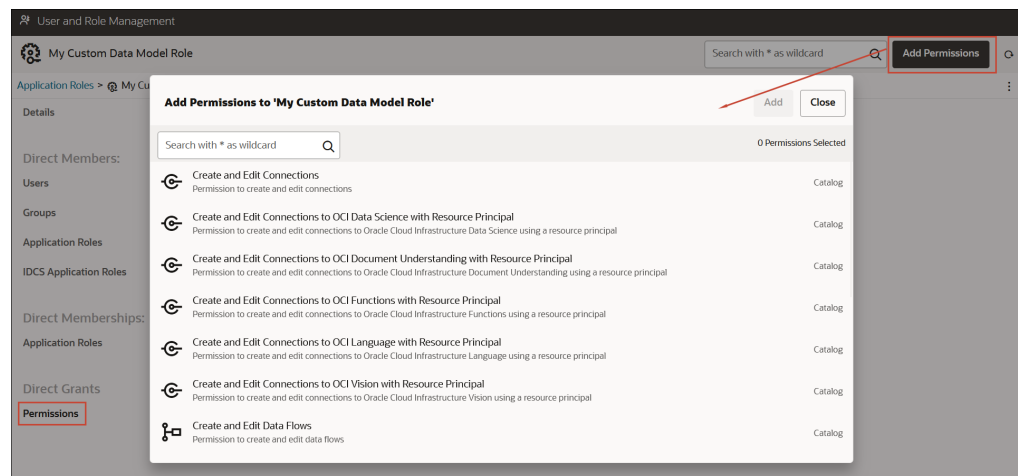 User and Role Management
My Custom Data Model Role
Search with * as wildcard
Add Permissions
Application Roles > My Cu
Details
Direct Members:
Users
Groups
Application Roles
IDCS Application Roles
Direct Memberships:
Application Roles
Direct Grants
Permissions
Add Permissions to 'My Custom Data Model Role'
Add
Close
Search with * as wildcard
0 Permissions Selected
Create and Edit Connections
Permission to create and edit connections
Catalog
Create and Edit Connections to OCI Data Science with Resource Principal
Permission to create and edit connections to Oracle Cloud Infrastructure Data Science using a resource principal
Catalog
Create and Edit Connections to OCI Document Understanding with Resource Principal
Permission to create and edit connections to Oracle Cloud Infrastructure Document Understanding using a resource principal
Catalog
Create and Edit Connections to OCI Functions with Resource Principal
Permission to create and edit connections to Oracle Cloud Infrastructure Functions using a resource principal
Catalog
Create and Edit Connections to OCI Language with Resource Principal
Permission to create and edit connections to Oracle Cloud Infrastructure Language using a resource principal
Catalog
Create and Edit Connections to OCI Vision with Resource Principal
Permission to create and edit connections to Oracle Cloud Infrastructure Vision using a resource principal
Catalog
Create and Edit Data Flows
Permission to create and edit data flows
Catalog